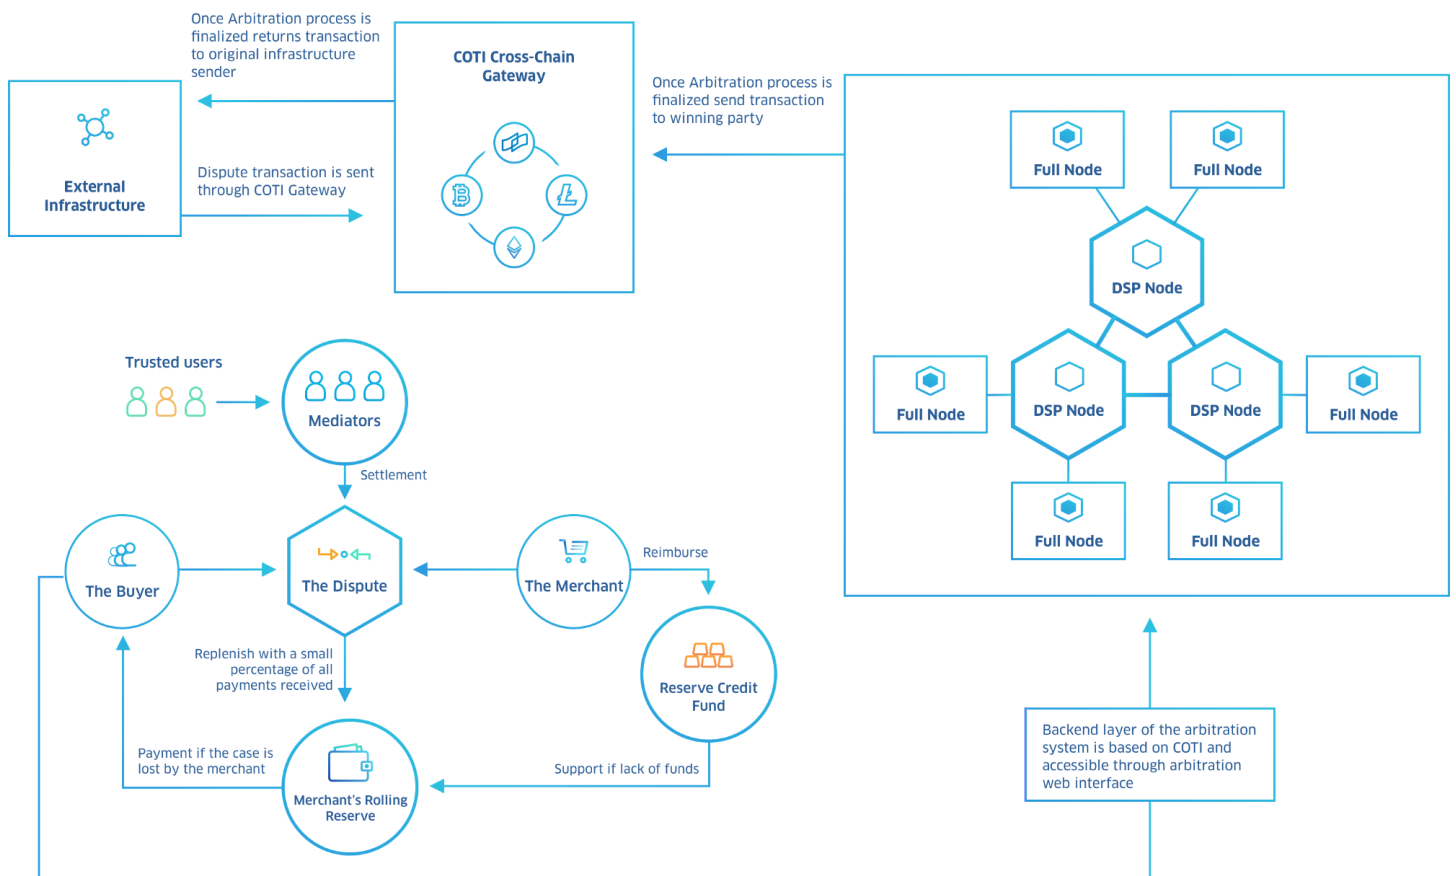 Once Arbitration process is
finalized returns transaction
to original infrastructure
sender
External
Infrastructure
Dispute transaction is sent
through COTI Gateway
COTI Cross-Chain
Gateway
Once Arbitration process is
finalized send transaction
to winning party
Full Node
Full Node
DSP Node
Full Node
DSP Node
DSP Node
Full Node
Full Node
Full Node
Trusted users
Mediators
Settlement
The Buyer
The Dispute
The Merchant
Reimburse
Replenish with a small
percentage of all
payments received
Reserve Credit
Fund
Payment if the case is
lost by the merchant
Merchant's Rolling
Reserve
Support if lack of funds
Backend layer of the arbitration
system is based on COTI and
accessible through arbitration
web interface